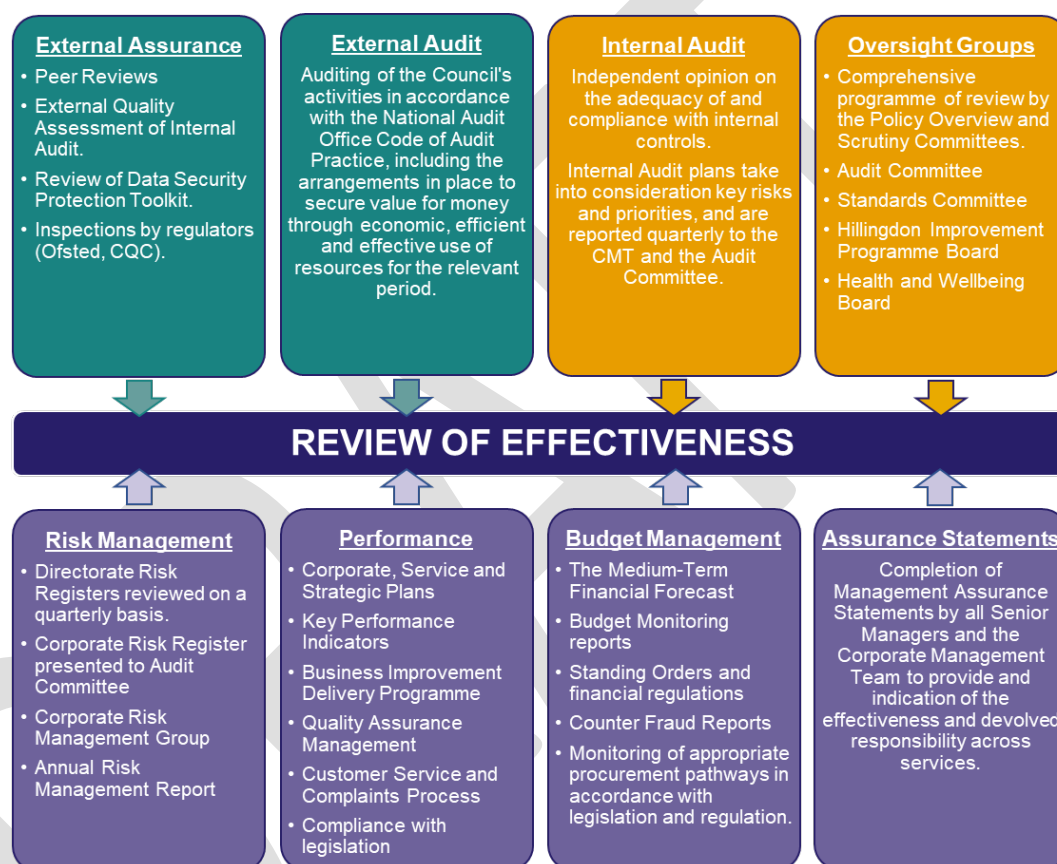 External Assurance
• Peer Reviews
• External Quality
Assessment of Internal
Audit.
• Review of Data Security
Protection Toolkit.
• Inspections by regulators
(Ofsted, CQC).
External Audit
Auditing of the Council's
activities in accordance
with the National Audit
Office Code of Audit
Practice, including the
arrangements in place to
secure value for money
through economic, efficient
and effective use of
resources for the relevant
period.
Internal Audit
Independent opinion on
the adequacy of and
compliance with internal
controls.
Internal Audit plans take
into consideration key risks
and priorities, and are
reported quarterly to the
CMT and the Audit
Committee.
Oversight Groups
• Comprehensive
programme of review by
the Policy Overview and
Scrutiny Committees.
• Audit Committee
• Standards Committee
• Hillingdon Improvement
Programme Board
• Health and Wellbeing
Board
REVIEW OF EFFECTIVENESS
Risk Management
• Directorate Risk
Registers reviewed on a
quarterly basis.
• Corporate Risk Register
presented to Audit
Committee
• Corporate Risk
Management Group
• Annual Risk
Management Report
Performance
• Corporate, Service and
Strategic Plans
• Key Performance
Indicators
• Business Improvement
Delivery Programme
• Quality Assurance
Management
• Customer Service and
Complaints Process
• Compliance with
legislation
Budget Management
• The Medium-Term
Financial Forecast
• Budget Monitoring
reports
• Standing Orders and
financial regulations
• Counter Fraud Reports
• Monitoring of appropriate
procurement pathways in
accordance with
legislation and regulation.
Assurance Statements
Completion of
Management Assurance
Statements by all Senior
Managers and the
Corporate Management
Team to provide and
indication of the
effectiveness and devolved
responsibility across
services.